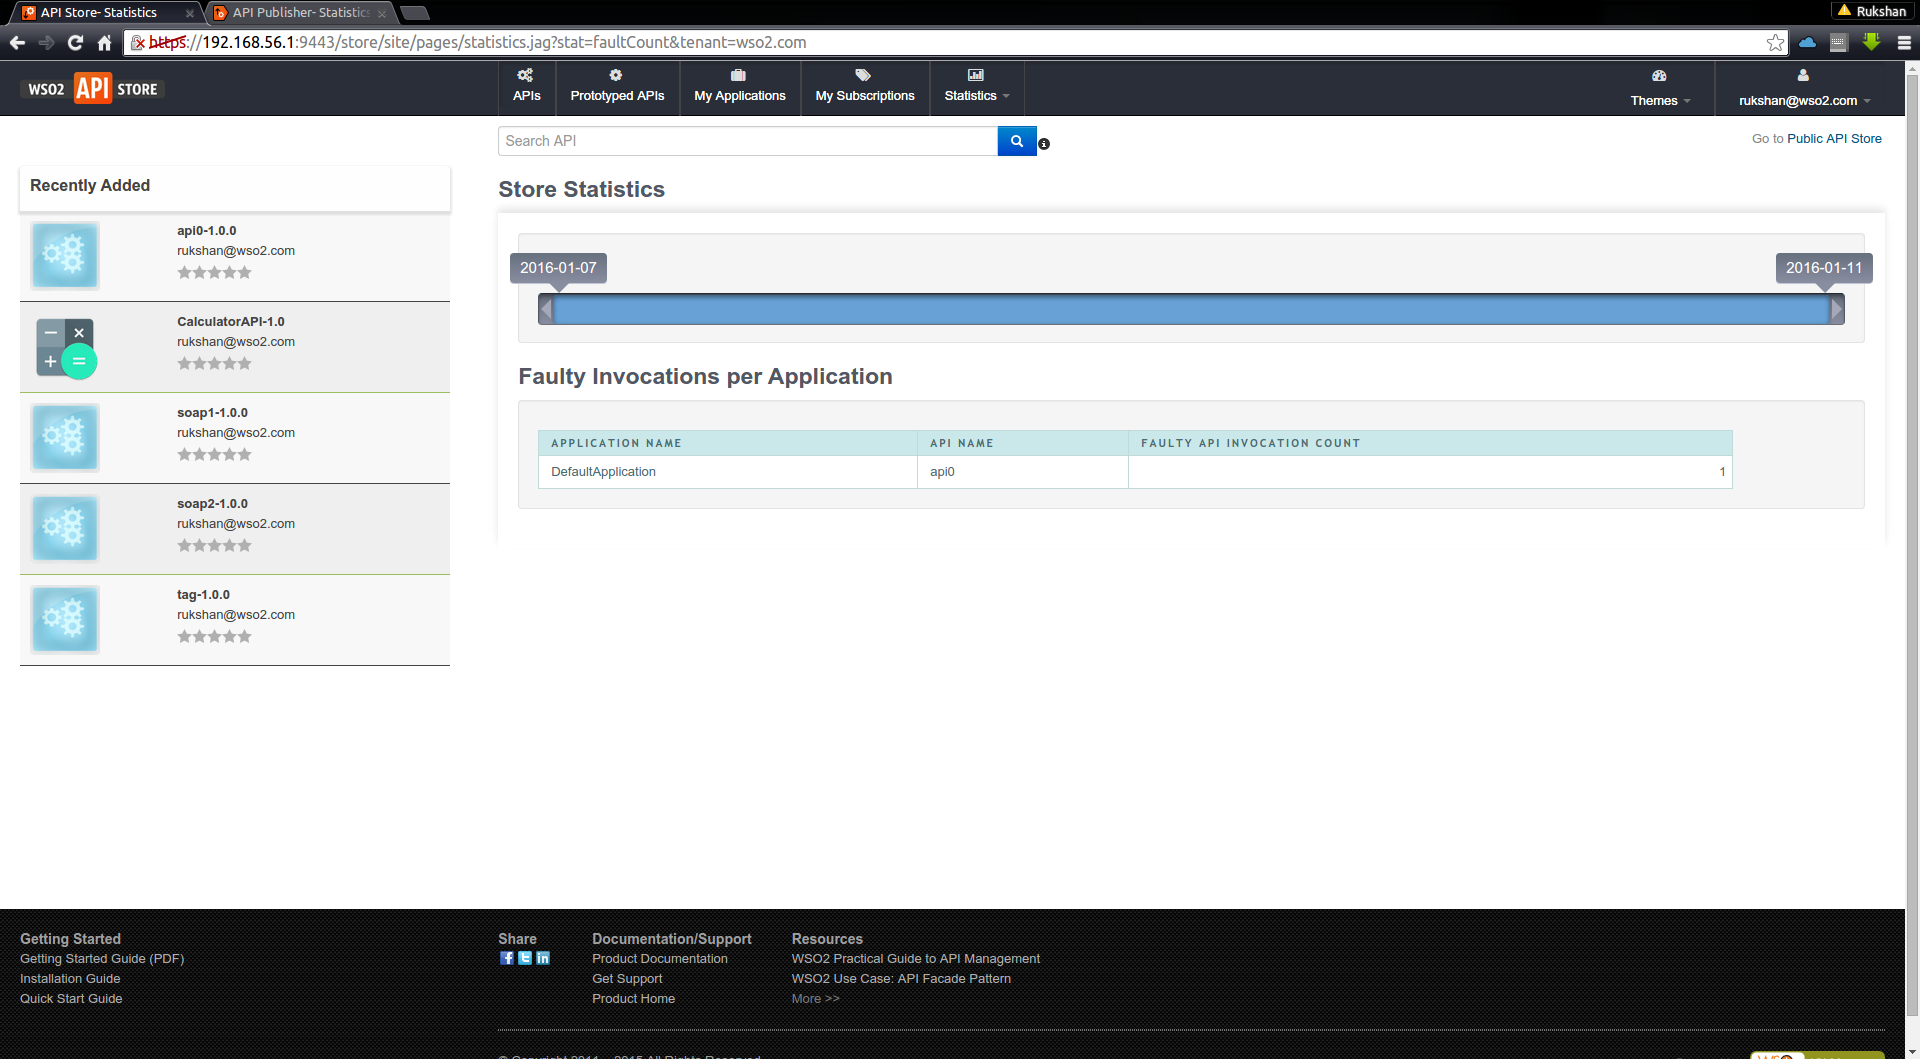 API Store- Statistics
API Publisher- Statistics
Rukshan
https://192.168.56.1:9443/store/site/pages/statistics.jag?stat=faultCount&tenant=wso2.com
WSO2 API STORE
APIs
Prototyped APIs
My Applications
My Subscriptions
Statistics
Themes
rukshan@wso2.com
Search API
Go to Public API Store
Recently Added
api0-1.0.0
rukshan@wso2.com
CalculatorAPI-1.0
rukshan@wso2.com
soap1-1.0.0
rukshan@wso2.com
soap2-1.0.0
rukshan@wso2.com
tag-1.0.0
rukshan@wso2.com
Store Statistics
2016-01-07
2016-01-11
Faulty Invocations per Application
APPLICATION NAME API NAME FAULTY API INVOCATION COUNT
DefaultApplication api0 1
Getting Started
Getting Started Guide (PDF)
Installation Guide
Quick Start Guide
Share
Documentation/Support
Product Documentation
Get Support
Product Home
Resources
WSO2 Practical Guide to API Management
WSO2 Use Case: API Facade Pattern
More >>